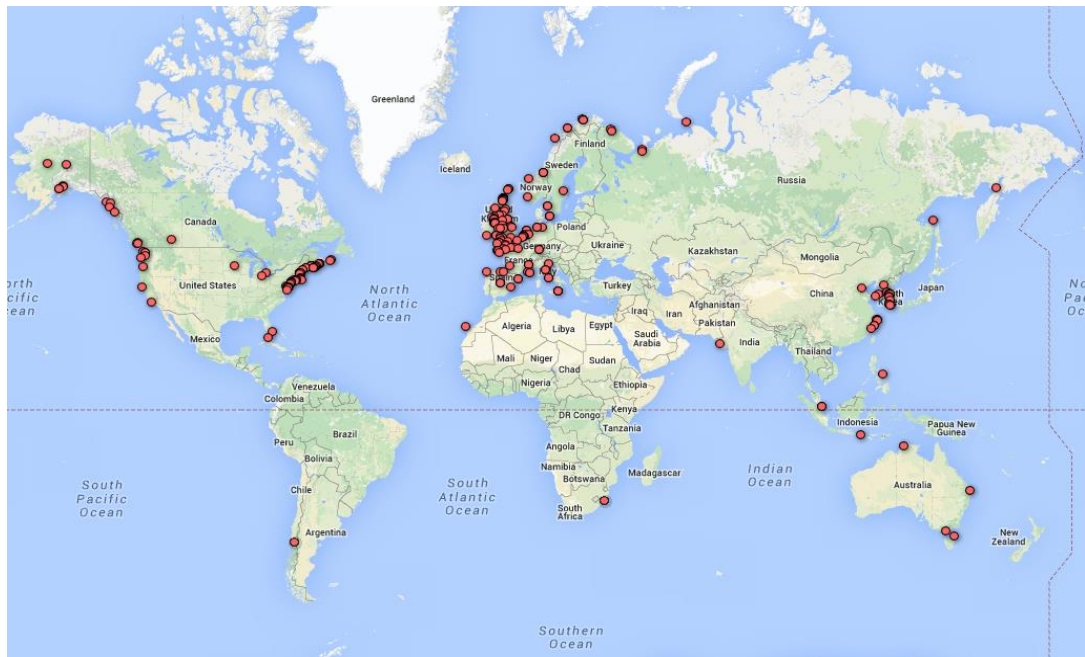 Greenland
Iceland
Finland
Sweden
Norway
Russia
Canada
Poland
Germany
Ukraine
Kazakhstan
Mongolia
France
Spain
Italy
Turkey
North
Atlantic
Ocean
United States
China
Japan
South
Korea
Afghanistan
Iraq
Iran
Pakistan
Algeria
Libya
Egypt
Saudi
Arabia
India
Mexico
Thailand
Mali
Niger
Sudan
Chad
Nigeria
Ethiopia
Venezuela
Colombia
Kenya
DR Congo
Tanzania
Indonesia
Papua New
Guinea
Brazil
Peru
Bolivia
Angola
Namibia
Botswana
Madagascar
Indian
Ocean
South
Pacific
Ocean
South
Atlantic
Ocean
Chile
Argentina
South
Africa
Australia
New
Zealand
Southern
Ocean